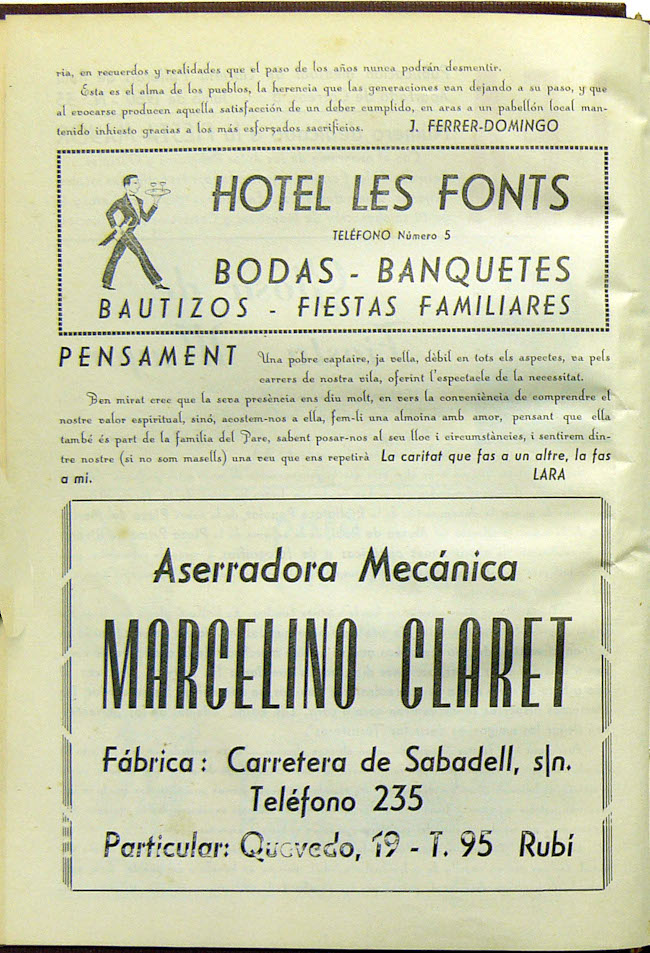 ria, en recuerdos y realidades que el paso de los años nunca podrán desmentir.
Esta es el alma de los pueblos, la herencia que las generaciones van dejando a su paso, y que
al evocarse producen aquella satisfacción de un deber cumplido, en aras a un pabellón local man-
tenido inhiesto gracias a los más esforzados sacrificios. J. FERRER-DOMINGO
HOTEL LES FONTS
TELÉFONO Número 5
BODAS - BANQUETES
BAUTIZOS - FIESTAS FAMILIARES
PENSAMENT Una pobre captaire, ja vella, dèbil en tots els aspectes, va pels
carrers de nostra vila, oferint l'espectacle de la necessitat.
Ben mirat crec que la seva presència ens diu molt, en vers la conveniència de comprendre el
nostre valor espiritual, sinó, acostem-nos a ella, fem-li una almoina amb amor, pensant que ella
també és part de la familia del Pare, sabent posar-nos al seu lloc i circumstàncies, i sentirem din-
tre nostre (si no som masells) una veu que ens repetirà La caritat que fas a un altre, la fas
a mi. LARA
Aserradora Mecánica
MARCELINO CLARET
Fábrica: Carretera de Sabadell, s|n.
Teléfono 235
Particular: Quevedo, 19 - T. 95 Rubí